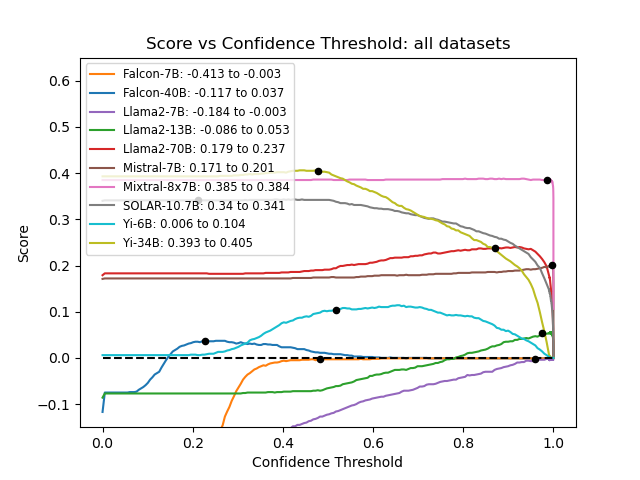 Score vs Confidence Threshold: all datasets
Falcon-7B: -0.413 to -0.003
Falcon-40B: -0.117 to 0.037
Llama2-7B: -0.184 to -0.003
Llama2-13B: -0.086 to 0.053
Llama2-70B: 0.179 to 0.237
Mistral-7B: 0.171 to 0.201
Mixtral-8x7B: 0.385 to 0.384
SOLAR-10.7B: 0.34 to 0.341
Yi-6B: 0.006 to 0.104
Yi-34B: 0.393 to 0.405
Score
0.6
0.5
0.4
0.3
0.2
0.1
0.0
−0.1
0.0 0.2 0.4 0.6 0.8 1.0
Confidence Threshold